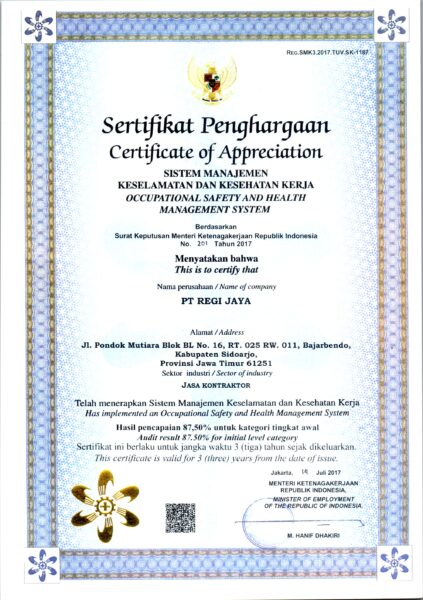 REG.SMK3.2017.TUV.SK-1187
Sertifikat Penghargaan
Certificate of Appreciation
SISTEM MANAJEMEN
KESELAMATAN DAN KESEHATAN KERJA
OCCUPATIONAL SAFETY AND HEALTH
MANAGEMENT SYSTEM
Berdasarkan
Surat Keputusan Menteri Ketenagakerjaan Republik Indonesia
No. 201 Tahun 2017
Menyatakan bahwa
This is to certify that
Nama perusahaan / Name of company
PT REGI JAYA
Alamat / Address
Jl. Pondok Mutiara Blok BL No. 16, RT. 025 RW. 011, Bajarbendo,
Kabupaten Sidoarjo,
Provinsi Jawa Timur 61251
Sektor industri / Sector of industry
JASA KONTRAKTOR
Telah menerapkan Sistem Manajemen Keselamatan dan Kesehatan Kerja
Has implemented an Occupational Safety and Health Management System
Hasil pencapaian 87,50% untuk kategori tingkat awal
Audit result 87.50% for initial level category
Sertifikat ini berlaku untuk jangka waktu 3 (tiga) tahun sejak dikeluarkan.
This certificate is valid for 3 (three) years from the date of issue.
Jakarta, Juli 2017
MENTERI KETENAGAKERJAAN
REPUBLIK INDONESIA,
MINISTER OF EMPLOYMENT
OF THE REPUBLIC OF INDONESIA,
M. HANIF DHAKIRI